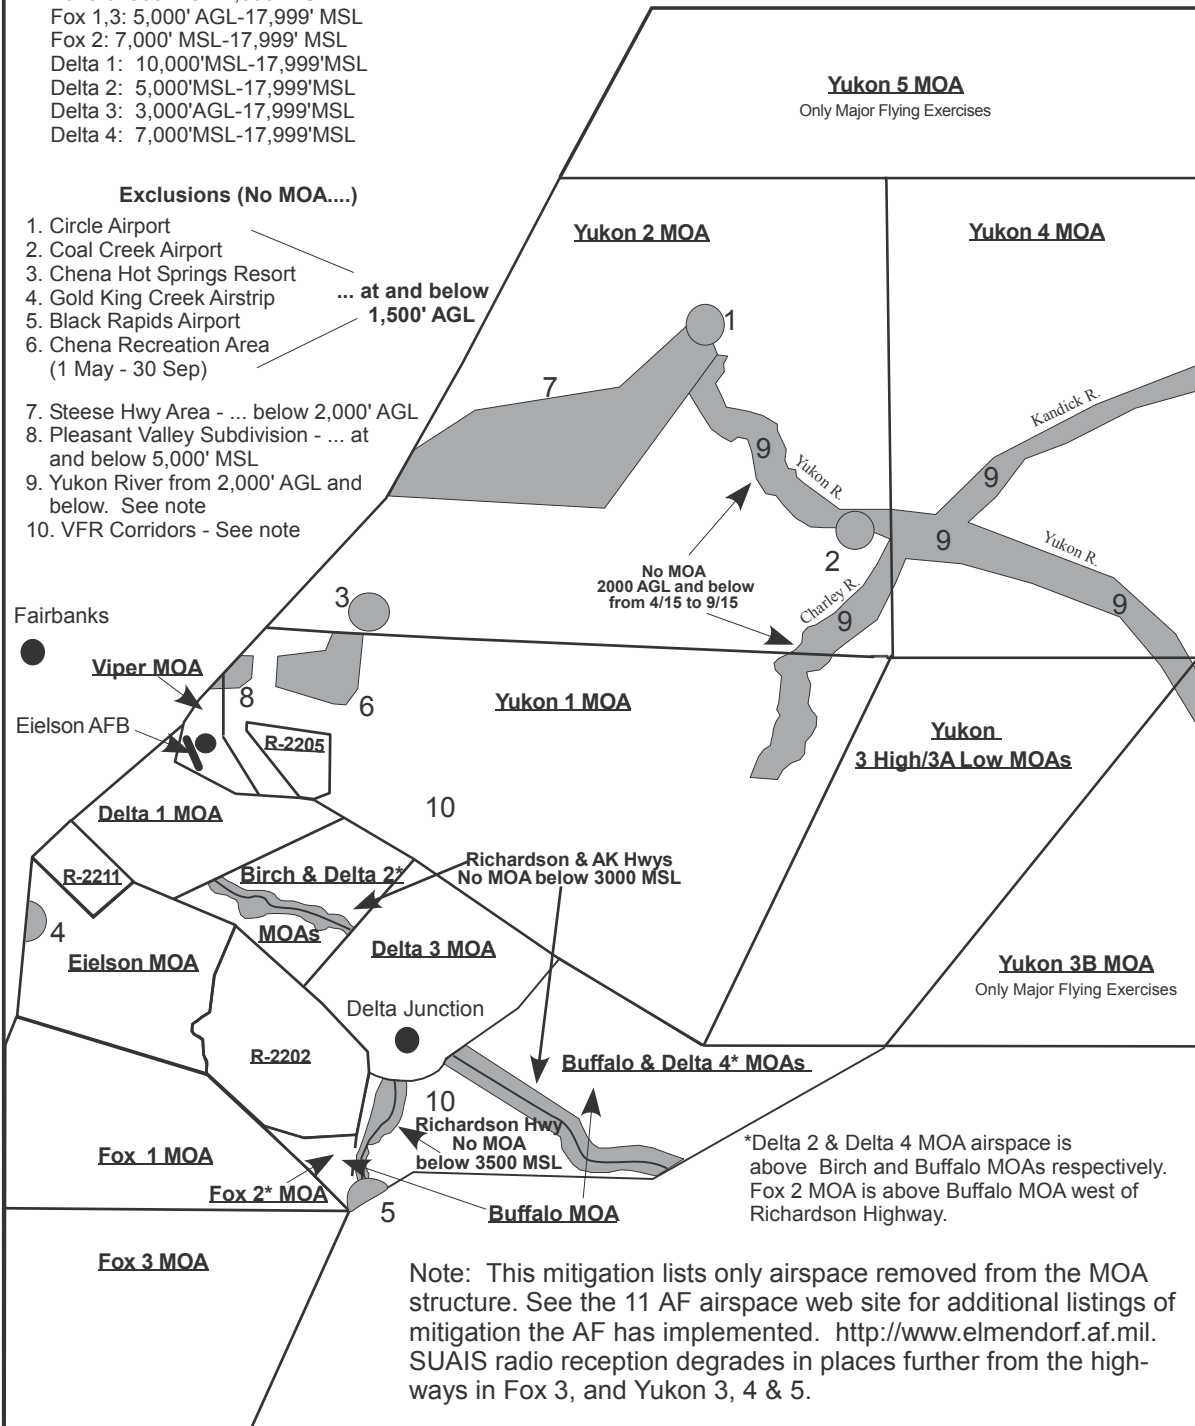 Fox 1,3: 5,000' AGL-17,999' MSL
Fox 2: 7,000' MSL-17,999' MSL
Delta 1: 10,000'MSL-17,999'MSL
Delta 2: 5,000'MSL-17,999'MSL
Delta 3: 3,000'AGL-17,999'MSL
Delta 4: 7,000'MSL-17,999'MSL
Exclusions (No MOA....)
1. Circle Airport
2. Coal Creek Airport
3. Chena Hot Springs Resort
4. Gold King Creek Airstrip
5. Black Rapids Airport
6. Chena Recreation Area
(1 May - 30 Sep)
... at and below
1,500' AGL
7. Steese Hwy Area - ... below 2,000' AGL
8. Pleasant Valley Subdivision - ... at
and below 5,000' MSL
9. Yukon River from 2,000' AGL and
below. See note
10. VFR Corridors - See note
Yukon 5 MOA
Only Major Flying Exercises
Yukon 2 MOA
Yukon 4 MOA
1
7
Kandick R.
9
Yukon R.
9
9
Yukon R.
2
No MOA
2000 AGL and below
from 4/15 to 9/15
Charley R.
9
9
3
Fairbanks
Viper MOA
8
6
Yukon 1 MOA
Eielson AFB
R-2205
Yukon
3 High/3A Low MOAs
Delta 1 MOA
10
Richardson & AK Hwys
No MOA below 3000 MSL
R-2211
Birch & Delta 2*
MOAs
4
Eielson MOA
Delta 3 MOA
Yukon 3B MOA
Only Major Flying Exercises
Delta Junction
R-2202
Buffalo & Delta 4* MOAs
10
Richardson Hwy
No MOA
below 3500 MSL
Fox 1 MOA
Fox 2* MOA
5
Buffalo MOA
*Delta 2 & Delta 4 MOA airspace is
above Birch and Buffalo MOAs respectively.
Fox 2 MOA is above Buffalo MOA west of
Richardson Highway.
Fox 3 MOA
Note: This mitigation lists only airspace removed from the MOA
structure. See the 11 AF airspace web site for additional listings of
mitigation the AF has implemented. http://www.elmendorf.af.mil.
SUAIS radio reception degrades in places further from the high-
ways in Fox 3, and Yukon 3, 4 & 5.